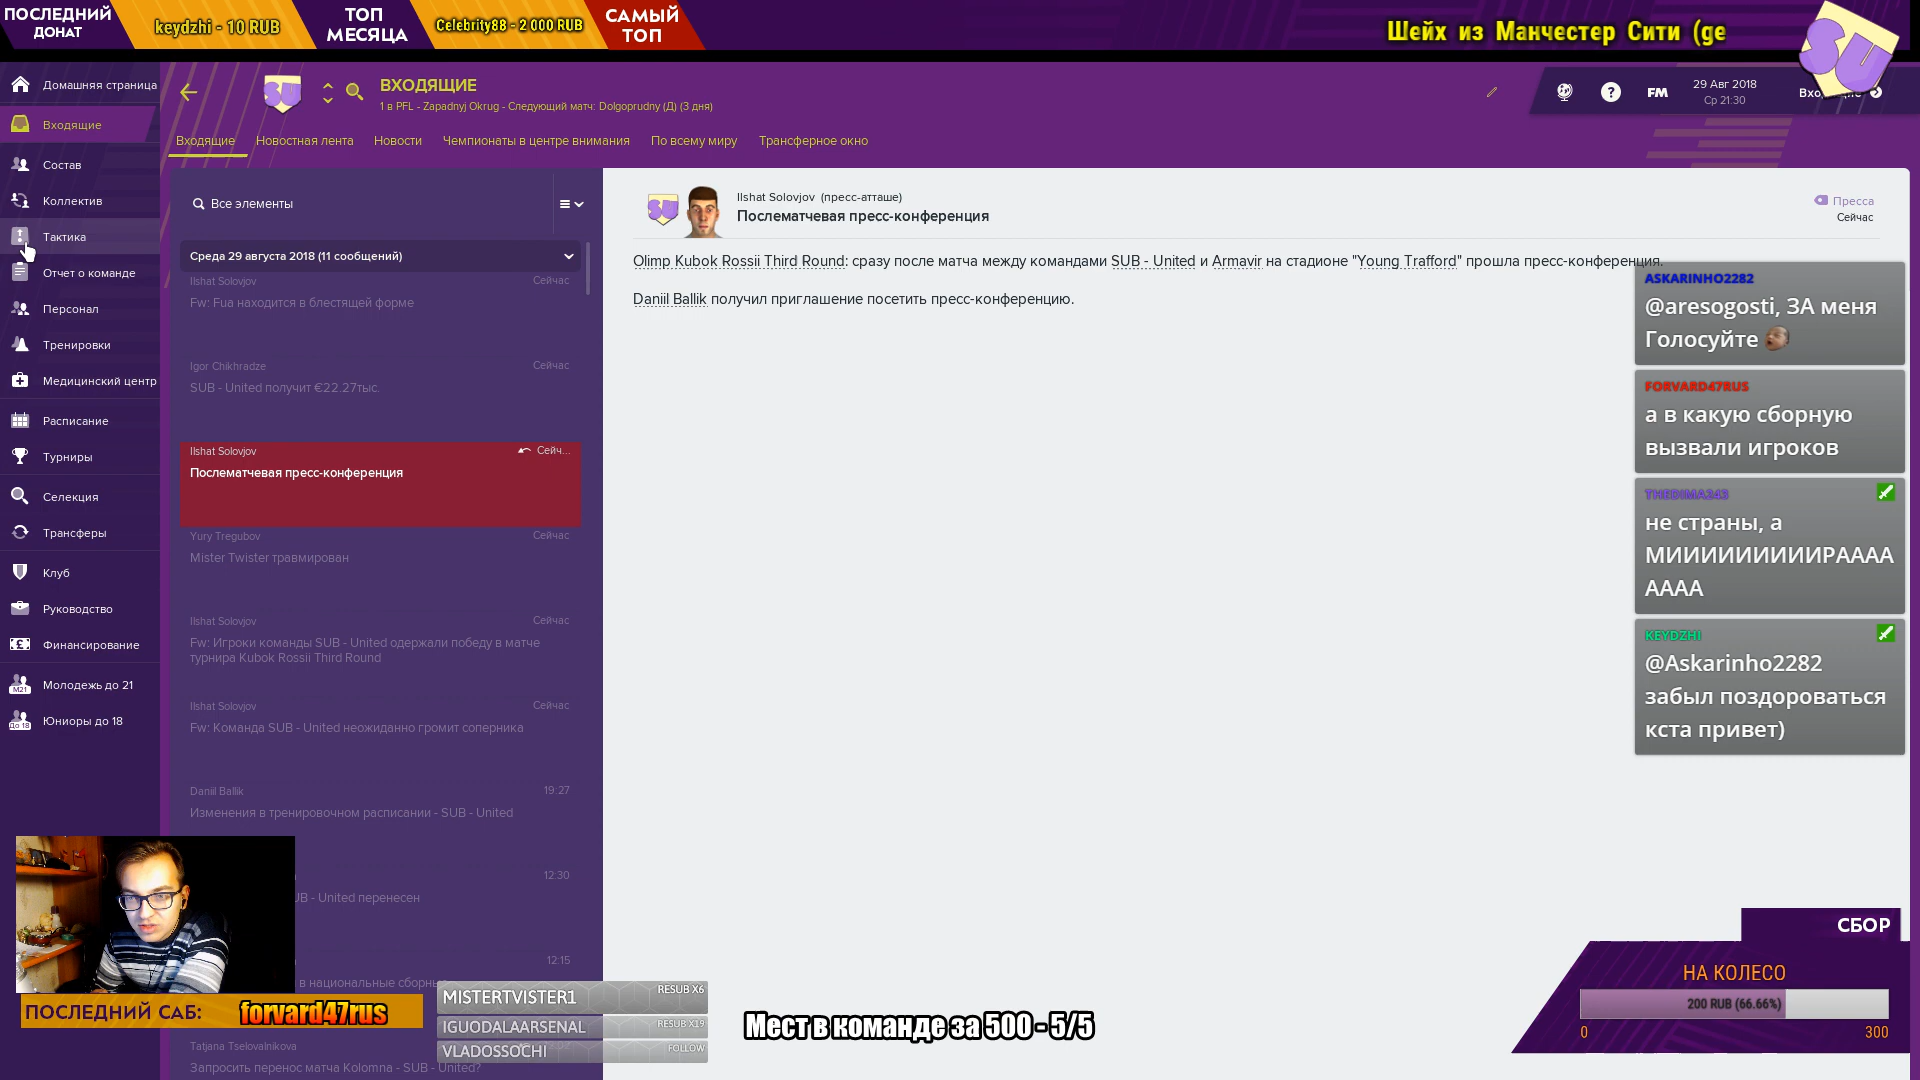 ПОСЛЕДНИЙ
ДОНАТ
keydzhi - 10 RUB
ТОП
МЕСЯЦА
Celebrity88 - 2 000 RUB
САМЫЙ
ТОП
Шейх из Манчестер Сити (ge
SU
Домашняя страница
Входящие
Состав
Коллектив
Тактика
Отчет о команде
Персонал
Тренировки
Медицинский центр
Расписание
Турниры
Селекция
Трансферы
Клуб
Руководство
Финансирование
Молодежь до 21
Юниоры до 18
ВХОДЯЩИЕ
1 в PFL - Zapadnyj Okrug - Следующий матч: Dolgoprudny (Д) (3 дня)
FM
29 Авг 2018
Ср 21:30
Входящие Новостная лента Новости Чемпионаты в центре внимания По всему миру Трансферное окно
Все элементы
Среда 29 августа 2018 (11 сообщений)
Ilshat Solovjov Сейчас
Fw: Fua находится в блестящей форме
Igor Chikhradze Сейчас
SUB - United получит €22.27тыс.
Ilshat Solovjov Сейч...
Послематчевая пресс-конференция
Yury Tregubov Сейчас
Mister Twister травмирован
Ilshat Solovjov Сейчас
Fw: Игроки команды SUB - United одержали победу в матче
турнира Kubok Rossii Third Round
Ilshat Solovjov Сейчас
Fw: Команда SUB - United неожиданно громит соперника
Daniil Ballik 19:27
Изменения в тренировочном расписании - SUB - United
12:30
- United перенесен
12:15
в национальные сборны
Tatjana Tselovalnikova
Запросить перенос матча Kolomna - SUB - United?
Ilshat Solovjov (пресс-атташе)
Послематчевая пресс-конференция
Пресса
Сейчас
Olimp Kubok Rossii Third Round: сразу после матча между командами SUB - United и Armavir на стадионе "Young Trafford" прошла пресс-конференция.
Daniil Ballik получил приглашение посетить пресс-конференцию.
ASKARINHO2282
@aresogosti, ЗА меня
Голосуйте
FORVARD47RUS
а в какую сборную
вызвали игроков
THEDIMA243
не страны, а
МИИИИИИИИИРАААА
АААА
KEYDZHI
@Askarinho2282
забыл поздороваться
кста привет)
ПОСЛЕДНИЙ САБ: forvard47rus
MISTERTVISTER1 RESUB X6
IGUODALAARSENAL RESUB X19
VLADOSSOCHI FOLLOW
Мест в команде за 500 - 5/5
СБОР
НА КОЛЕСО
200 RUB (66.66%)
0 300